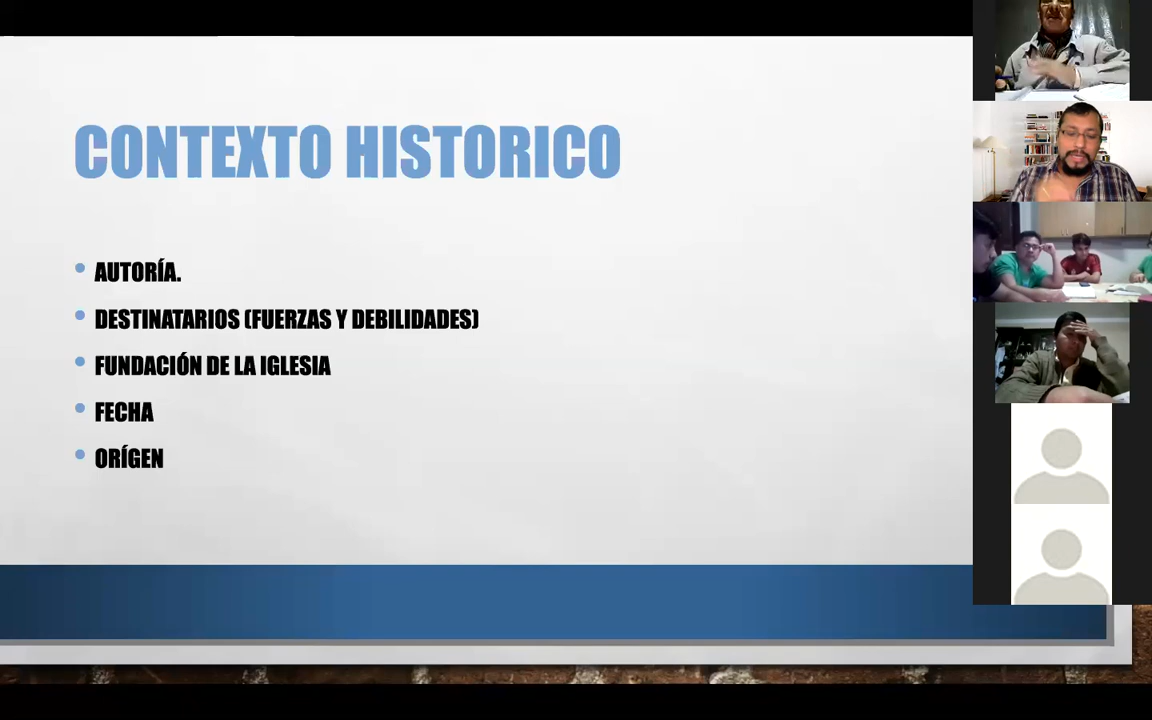 CONTEXTO HISTORICO
AUTORÍA.
DESTINATARIOS (FUERZAS Y DEBILIDADES)
FUNDACIÓN DE LA IGLESIA
FECHA
ORÍGEN